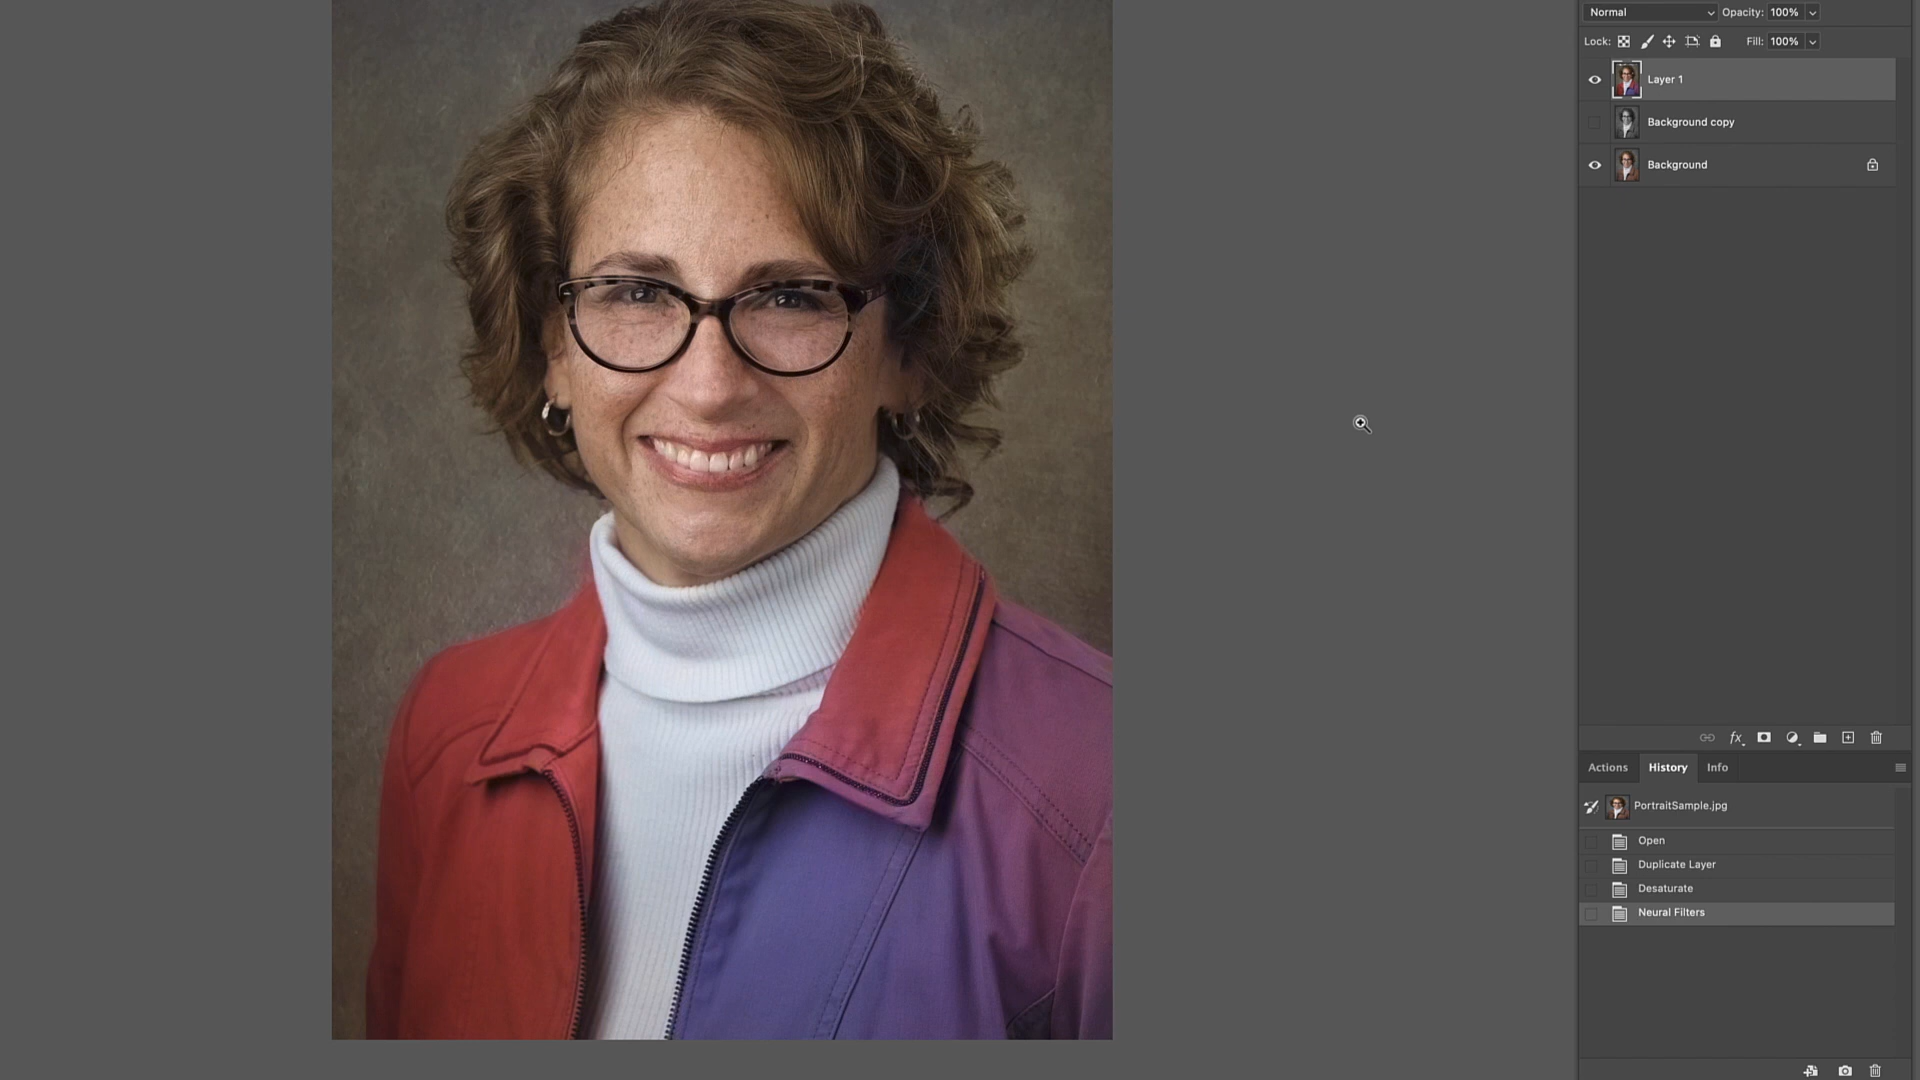 Normal Opacity: 100%
Lock: Fill: 100%
Layer 1
Background copy
Background
fx
Actions History Info
PortraitSample.jpg
Open
Duplicate Layer
Desaturate
Neural Filters